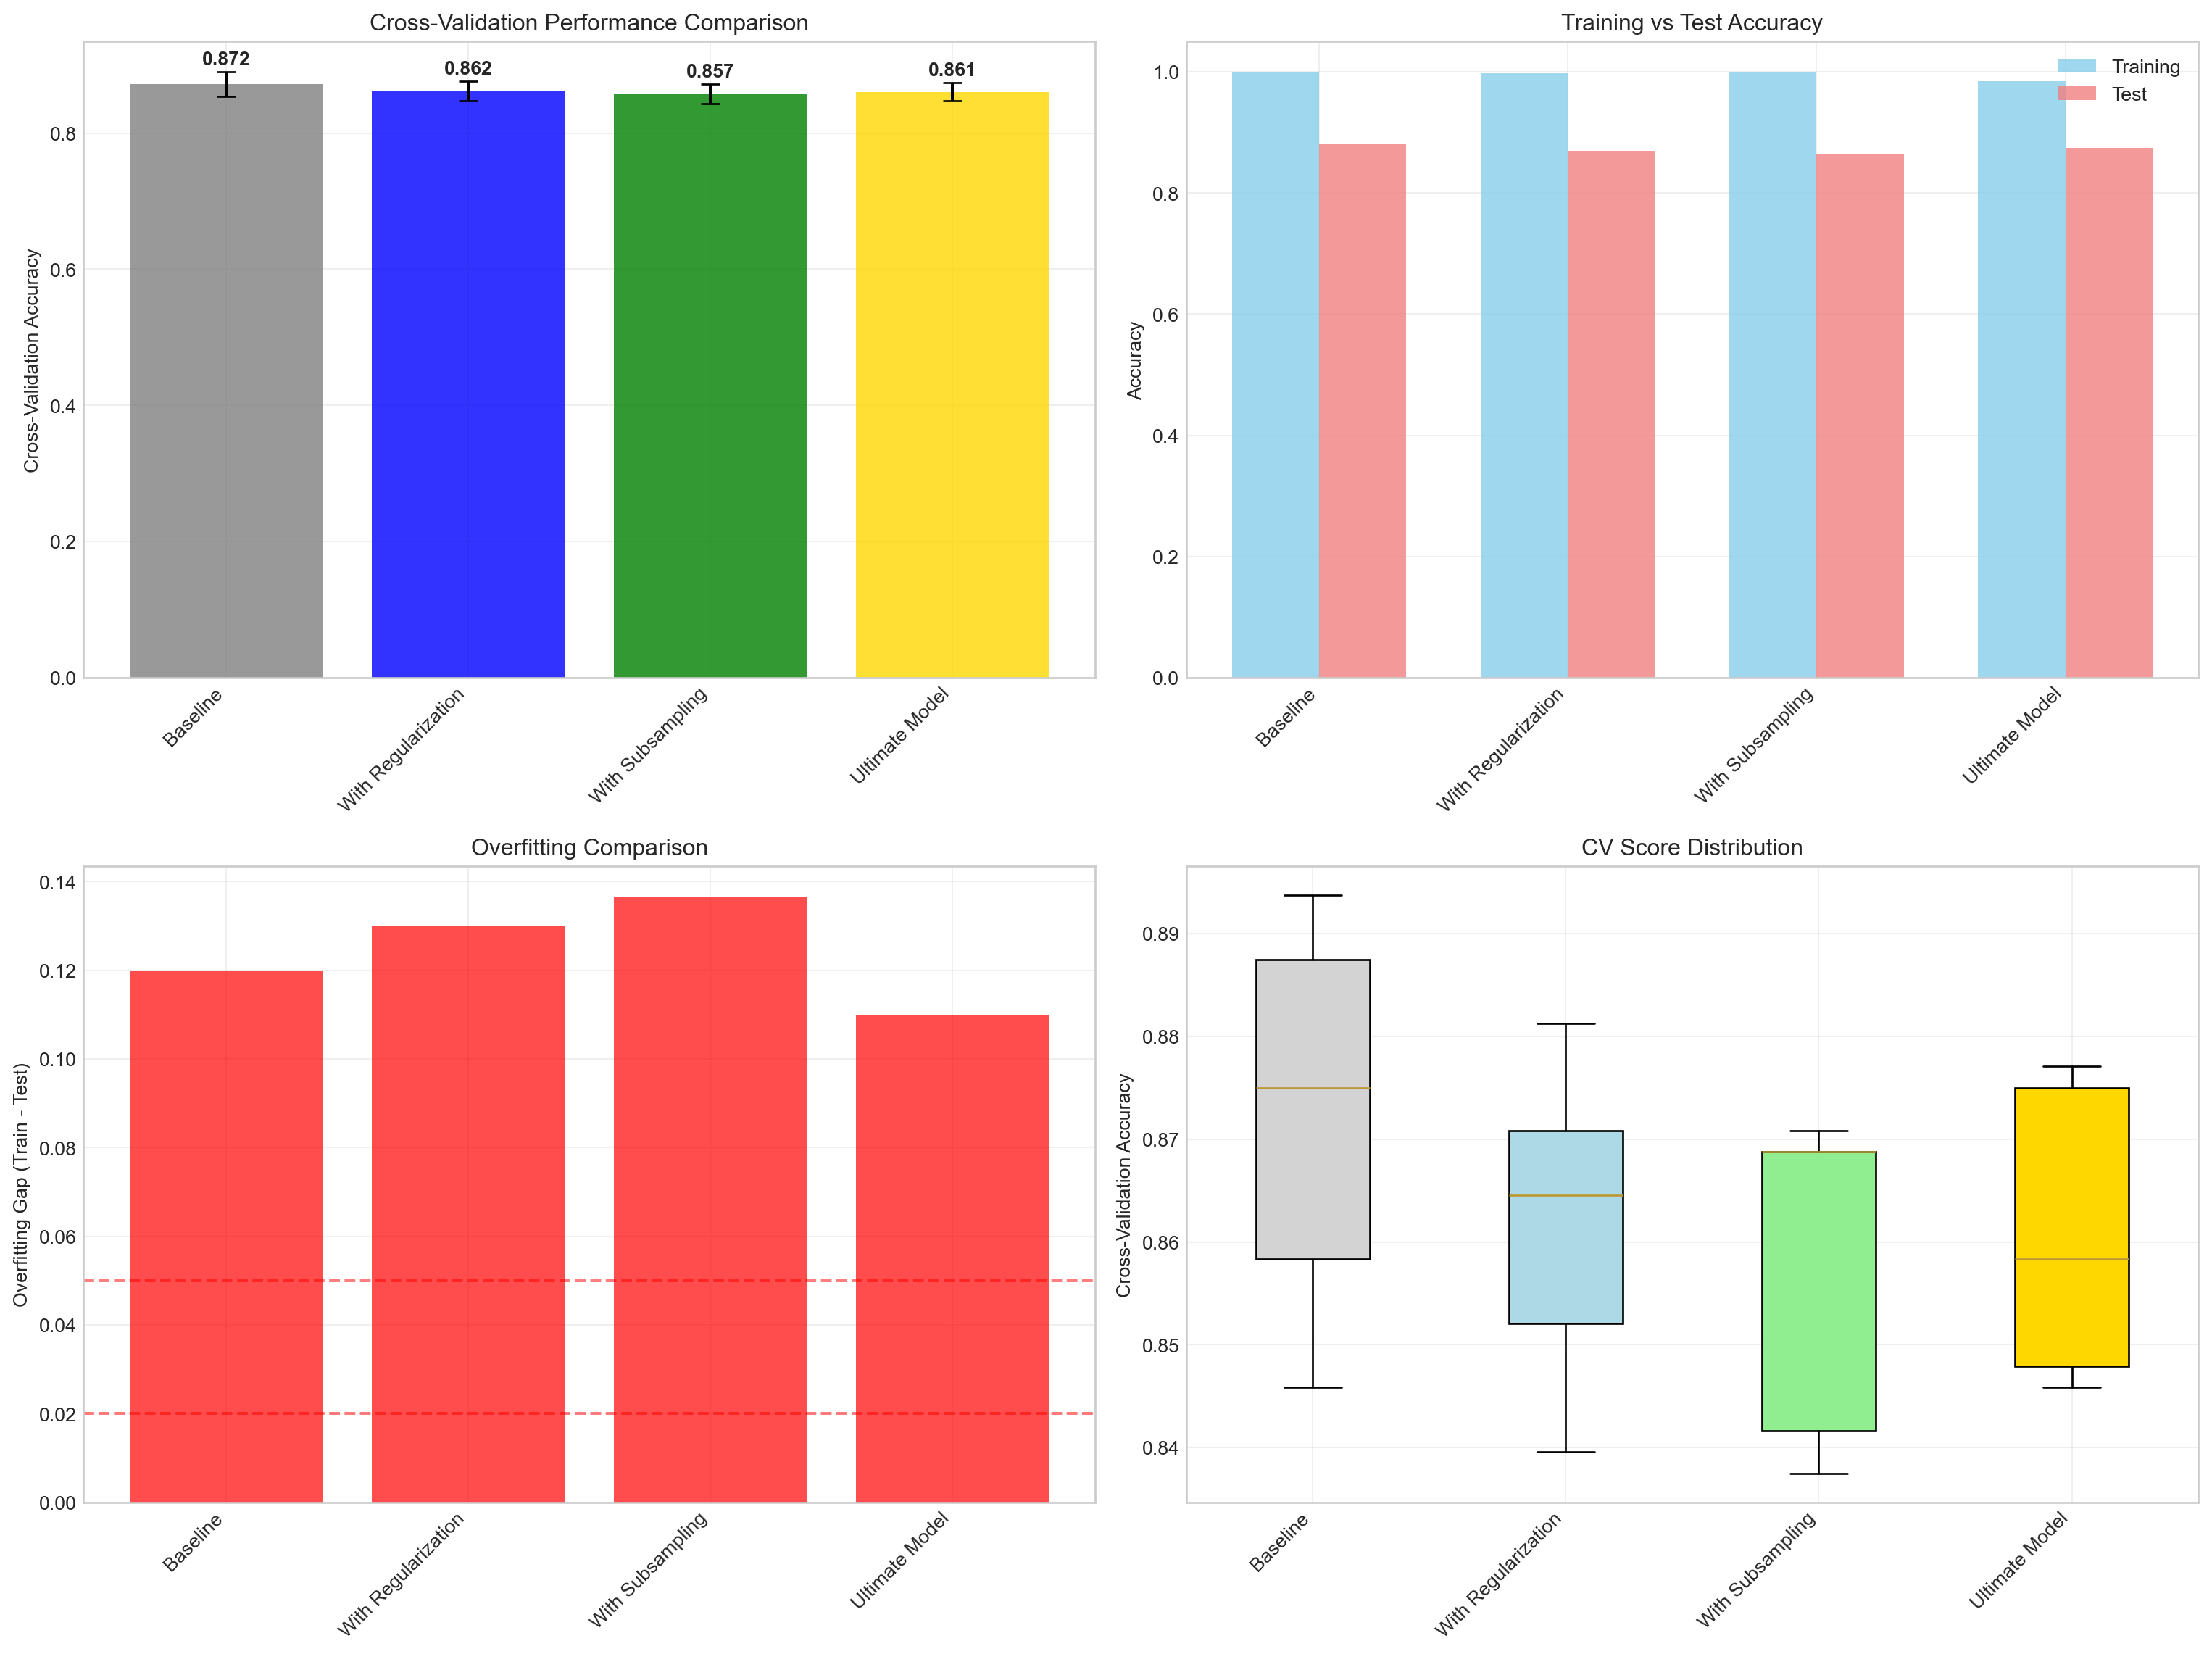 Cross-Validation Performance Comparison
Cross-Validation Accuracy
0.8
0.6
0.4
0.2
0.0
0.872
0.862
0.857
0.861
Baseline
With Regularization
With Subsampling
Ultimate Model
Training vs Test Accuracy
Accuracy
1.0
0.8
0.6
0.4
0.2
0.0
Training
Test
Baseline
With Regularization
With Subsampling
Ultimate Model
Overfitting Comparison
Overfitting Gap (Train - Test)
0.14
0.12
0.10
0.08
0.06
0.04
0.02
0.00
Baseline
With Regularization
With Subsampling
Ultimate Model
CV Score Distribution
Cross-Validation Accuracy
0.89
0.88
0.87
0.86
0.85
0.84
Baseline
With Regularization
With Subsampling
Ultimate Model